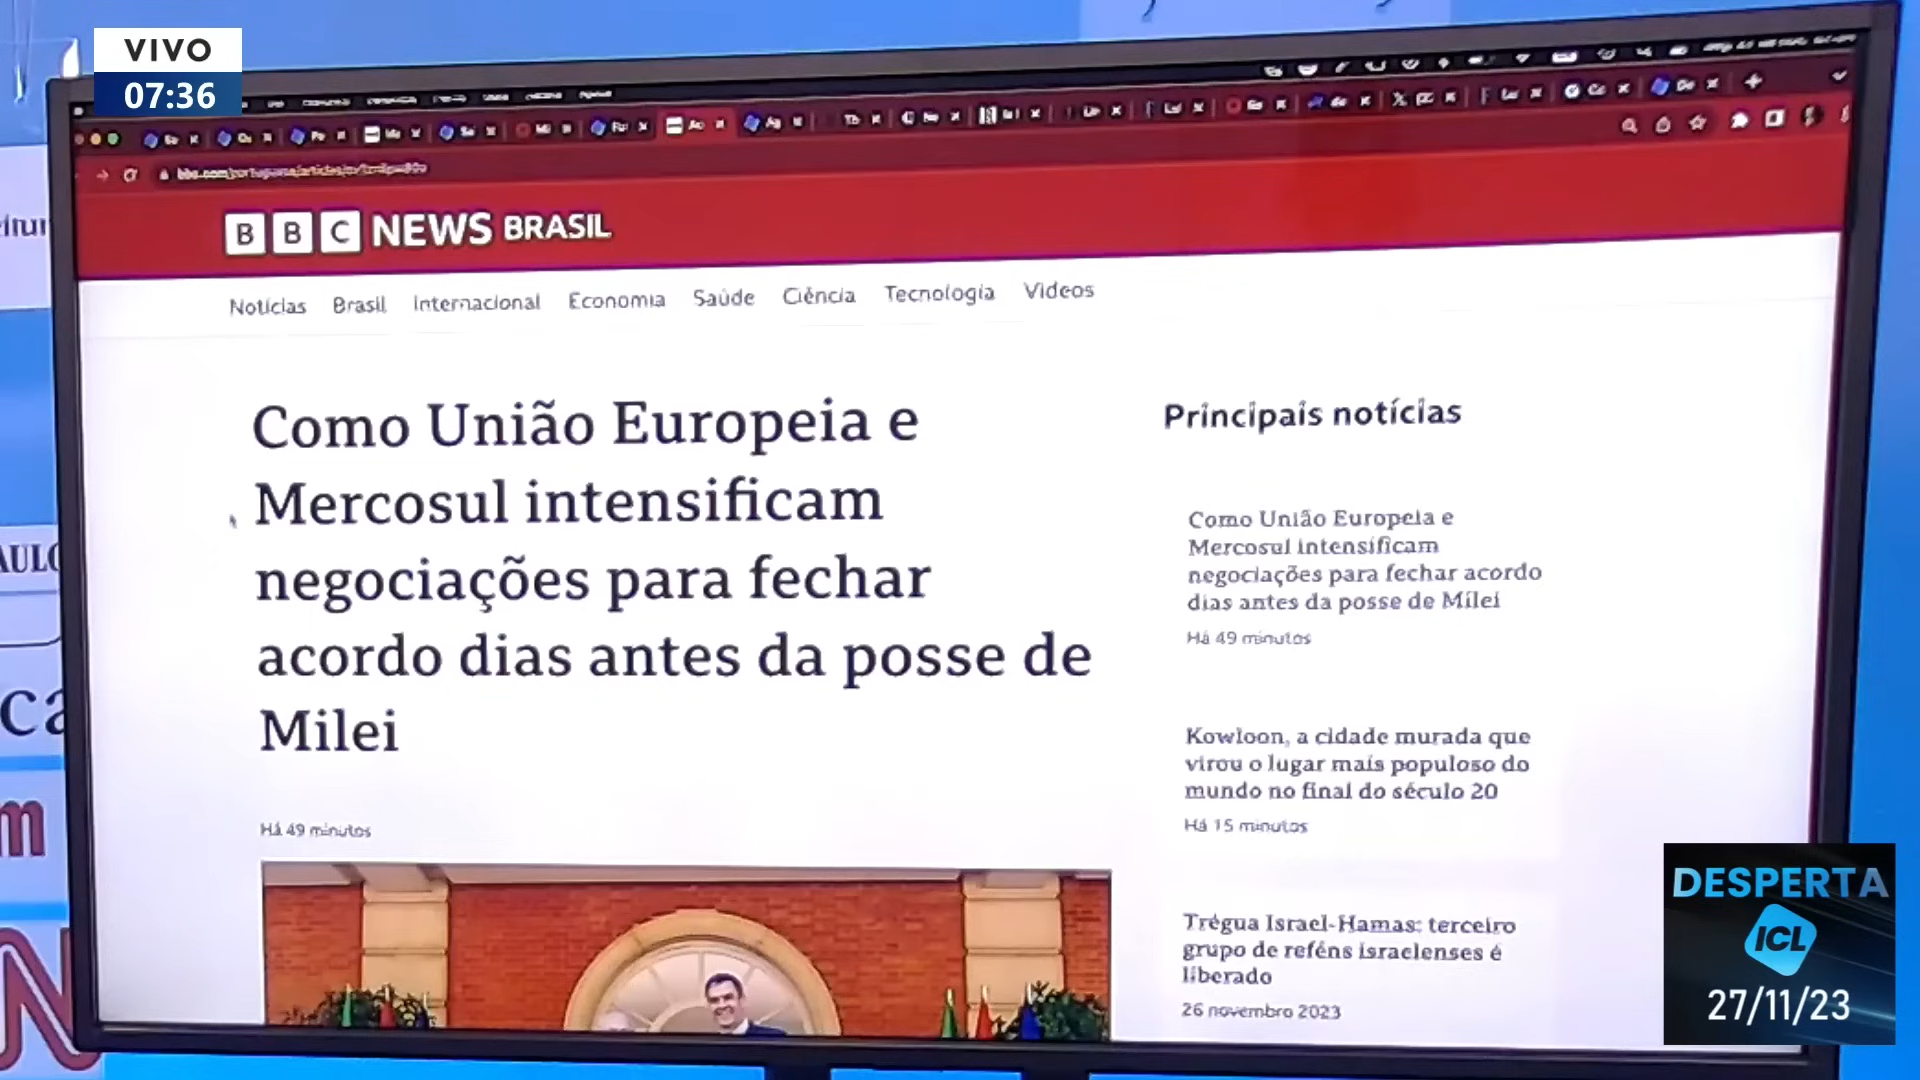 VIVO
07:36
BBC NEWS BRASIL
Notícias Brasil Internacional Economia Saúde Ciência Tecnologia Vídeos
Como União Europeia e
Mercosul intensificam
negociações para fechar
acordo dias antes da posse de
Milei
Há 49 minutos
Principais notícias
Como União Europeia e
Mercosul intensificam
negociações para fechar acordo
dias antes da posse de Milei
Há 49 minutos
Kowloon, a cidade murada que
virou o lugar mais populoso do
mundo no final do século 20
Há 15 minutos
Trégua Israel-Hamas: terceiro
grupo de reféns israelenses é
liberado
26 novembro 2023
DESPERTA
ICL
27/11/23